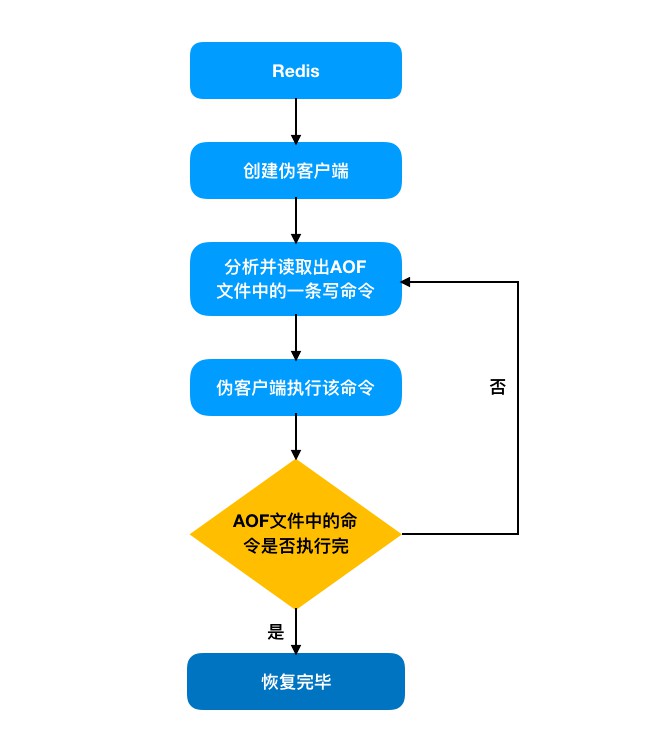 Redis
创建伪客户端
分析并读取出AOF
文件中的一条写命令
伪客户端执行该命令
否
AOF文件中的命
令是否执行完
是
恢复完毕